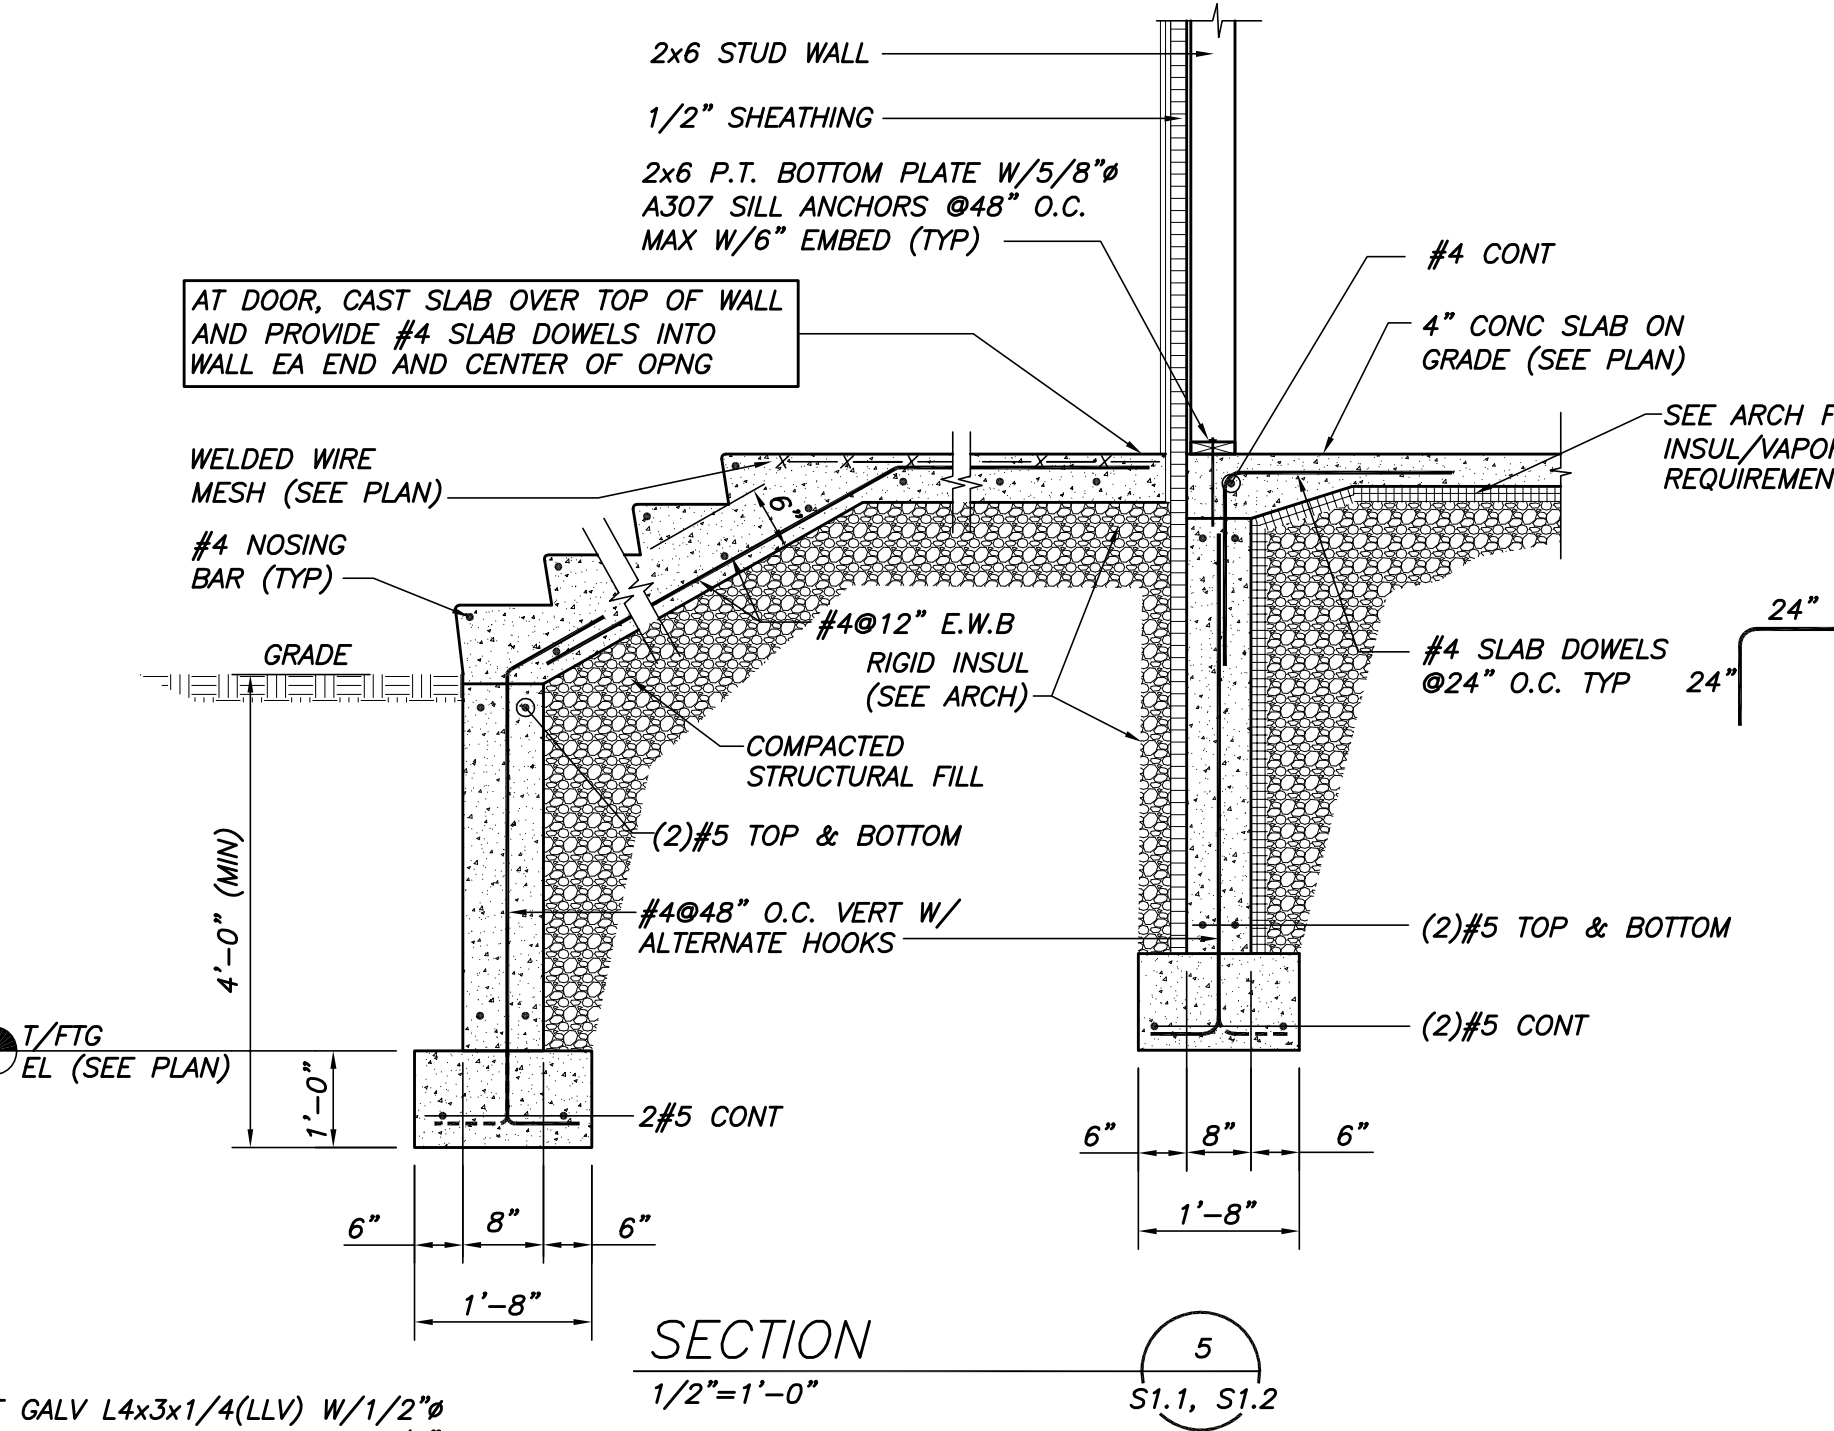 2x6 STUD WALL
1/2" SHEATHING
2x6 P.T. BOTTOM PLATE W/5/8"ø
A307 SILL ANCHORS @48" O.C.
MAX W/6" EMBED (TYP)
#4 CONT
AT DOOR, CAST SLAB OVER TOP OF WALL
AND PROVIDE #4 SLAB DOWELS INTO
WALL EA END AND CENTER OF OPNG
4" CONC SLAB ON
GRADE (SEE PLAN)
SEE ARCH F
INSUL/VAPO
REQUIREMEN
WELDED WIRE
MESH (SEE PLAN)
6"
#4 NOSING
BAR (TYP)
#4@12" E.W.B
GRADE
RIGID INSUL
(SEE ARCH)
#4 SLAB DOWELS
@24" O.C. TYP
24"
24"
COMPACTED
STRUCTURAL FILL
(2)#5 TOP & BOTTOM
4'-0" (MIN)
#4@48" O.C. VERT W/
ALTERNATE HOOKS
(2)#5 TOP & BOTTOM
T/FTG
EL (SEE PLAN)
1'-0"
(2)#5 CONT
2#5 CONT
6" 8" 6"
1'-8"
6" 8" 6"
1'-8"
SECTION
1/2"=1'-0"
5
S1.1, S1.2
GALV L4x3x1/4(LLV) W/1/2"ø